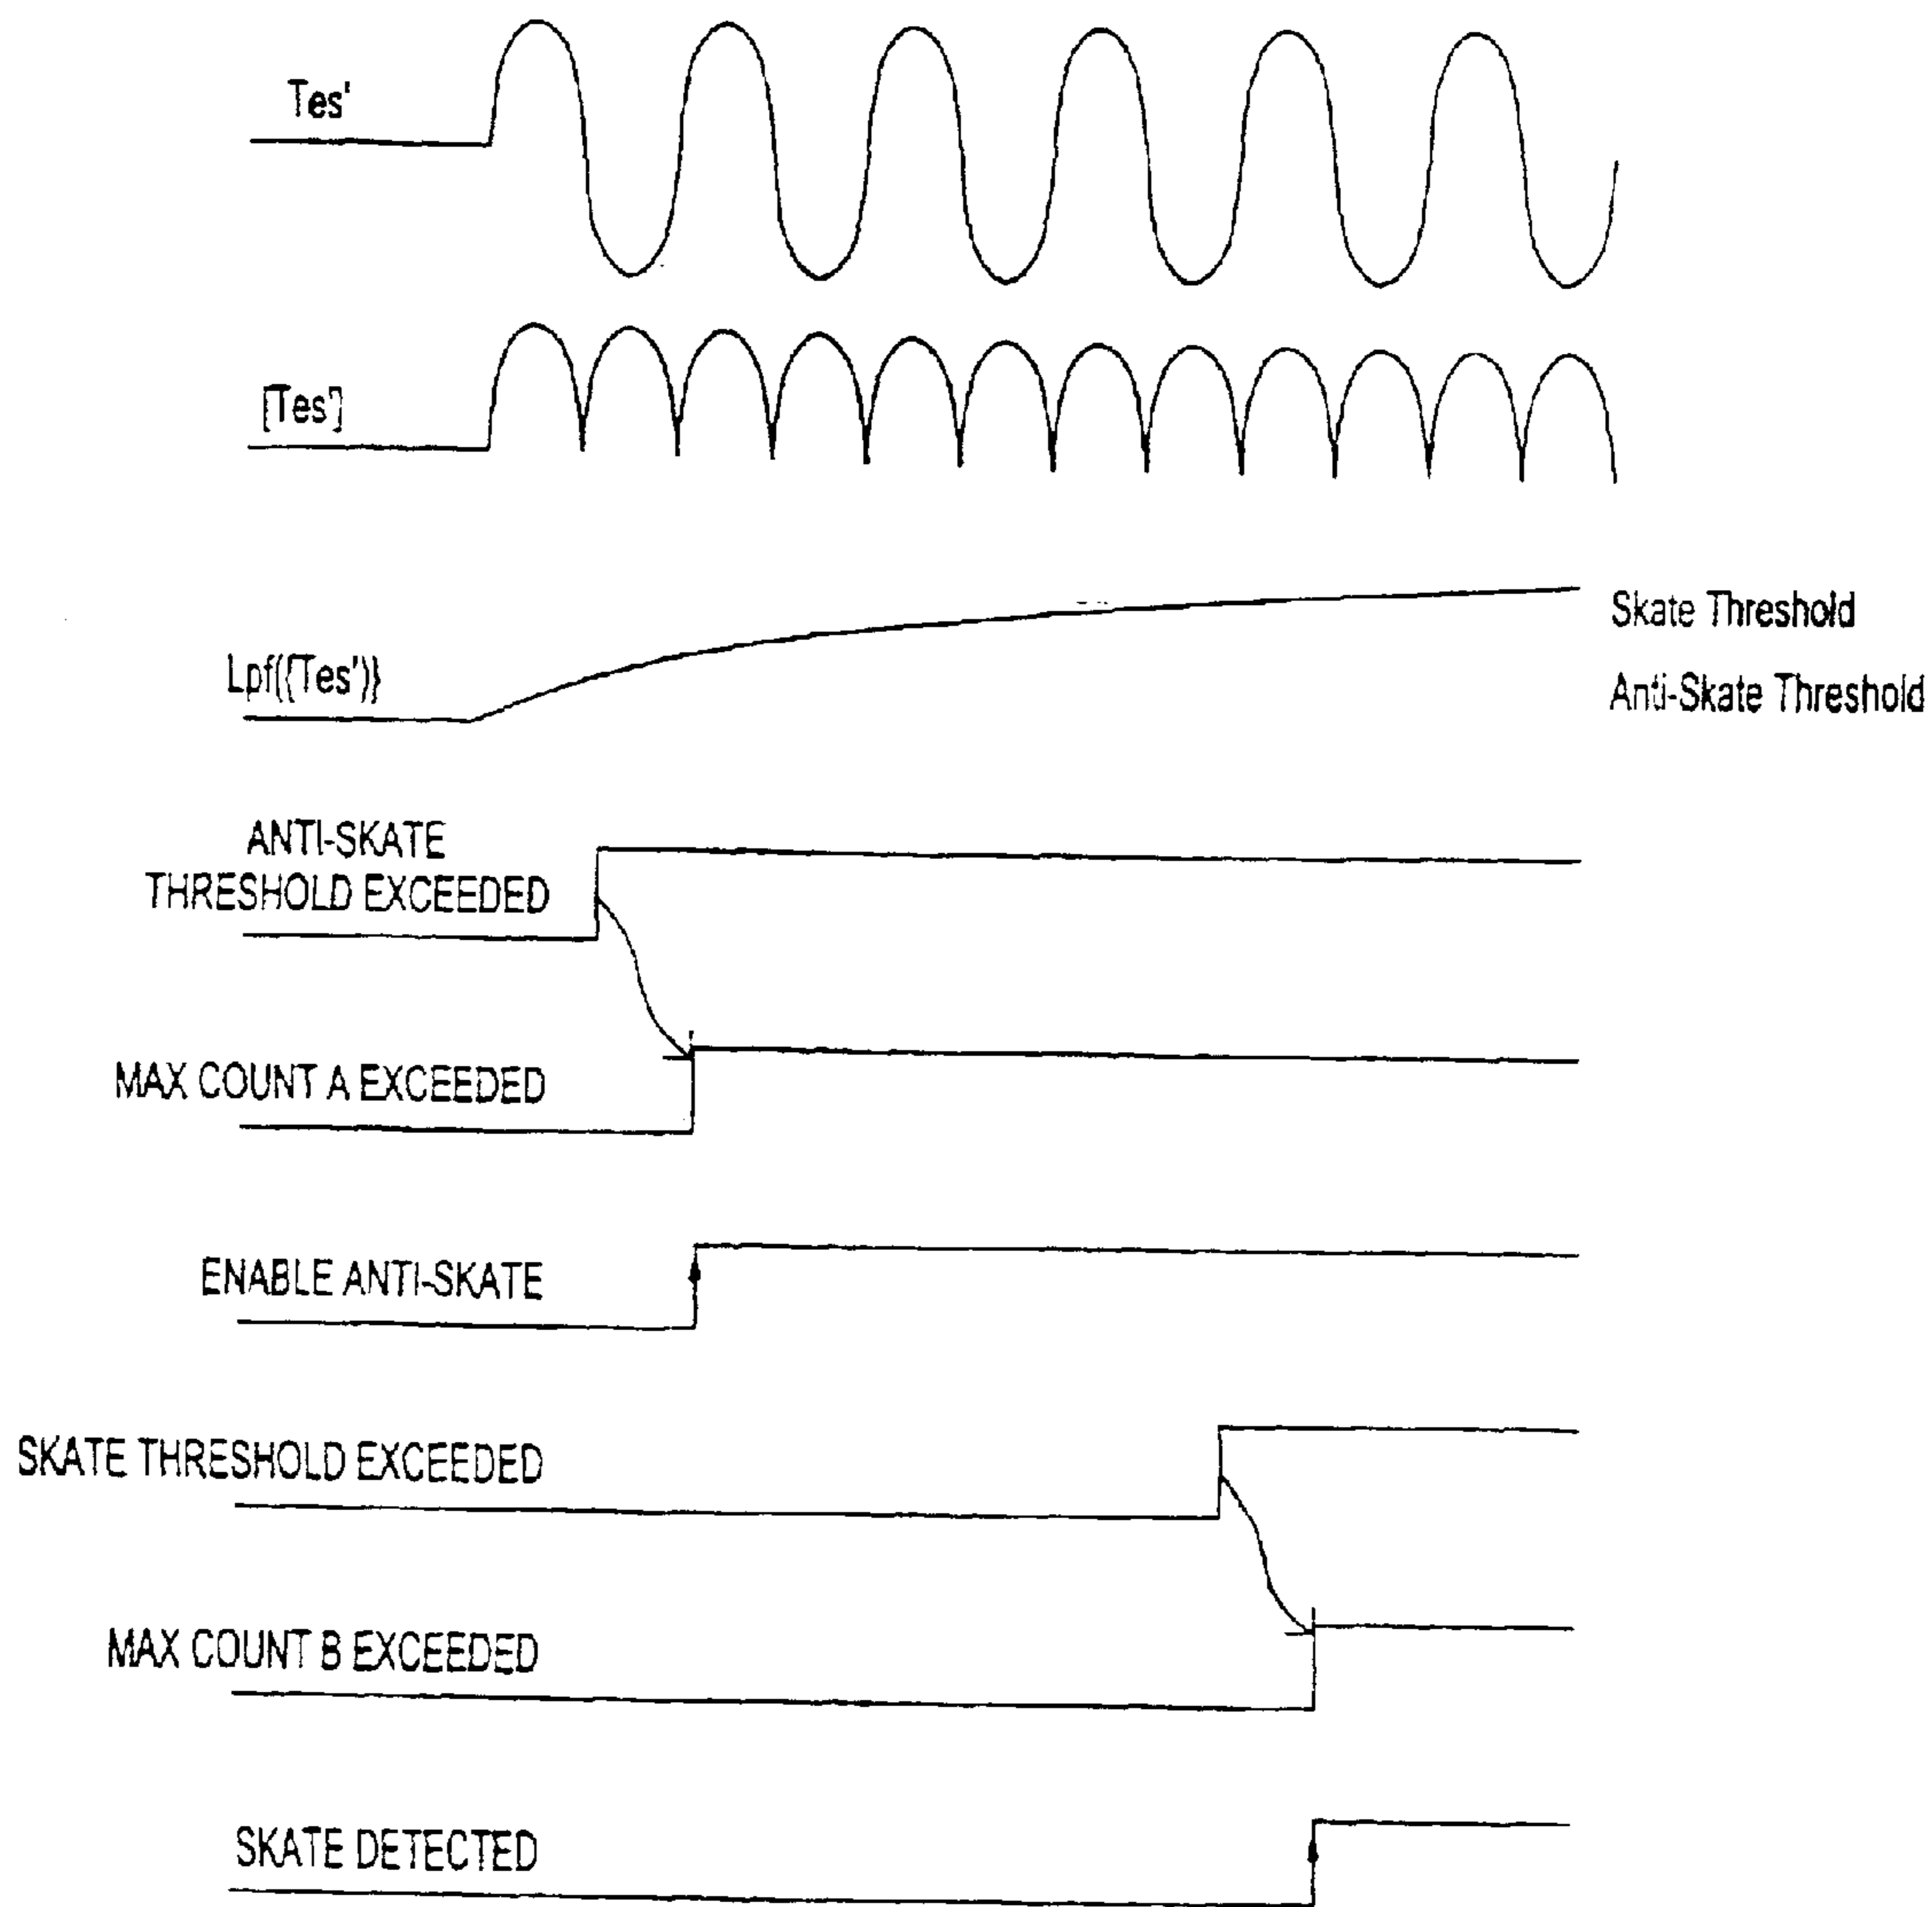 Tes'
[Tes']
Skate Threshold
Lpf({Tes')}
Anti-Skate Threshold
ANTI-SKATE
THRESHOLD EXCEEDED
MAX COUNT A EXCEEDED
ENABLE ANTI-SKATE
SKATE THRESHOLD EXCEEDED
MAX COUNT B EXCEEDED
SKATE DETECTED